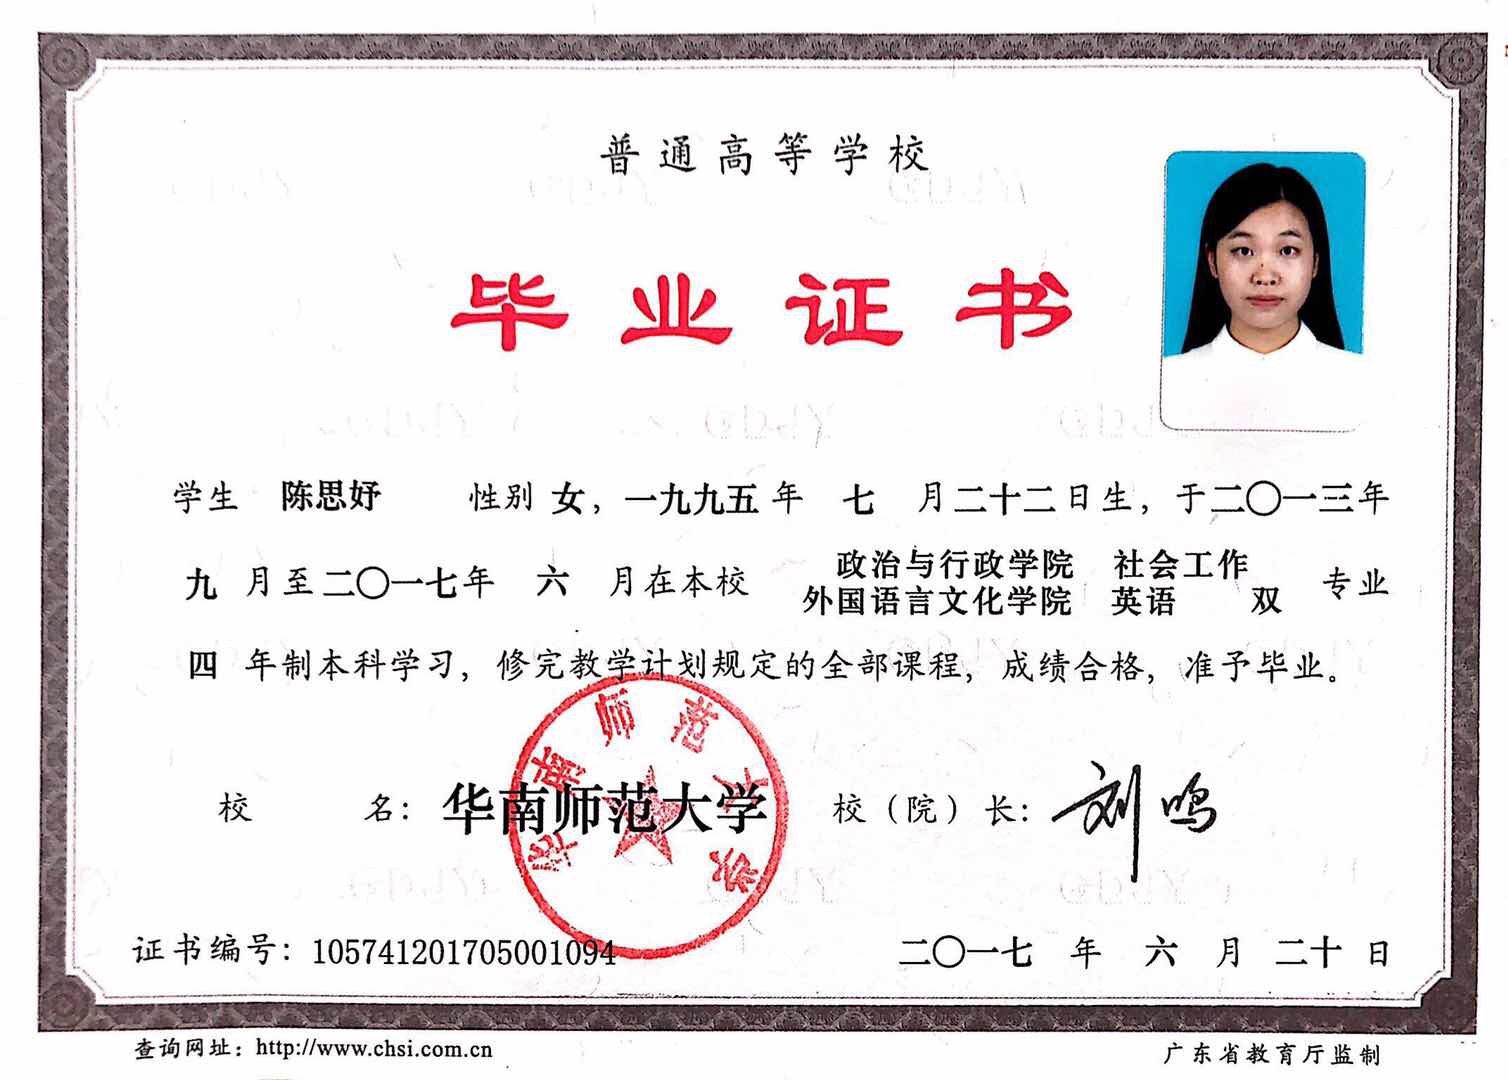 普通高等学校
毕业证书
学生 陈思妤 性别 女，一九九五年 七 月二十二日生，于二〇一三年
九 月至二〇一七年 六 月在本校 政治与行政学院 社会工作
外国语言文化学院 英语 双 专业
四 年制本科学习，修完教学计划规定的全部课程，成绩合格，准予毕业。
华南师范大学
校 名：华南师范大学 校（院）长：刘鸣
证书编号：105741201705001094 二〇一七 年 六 月 二十 日
查询网址：http://www.chsi.com.cn 广东省教育厅监制